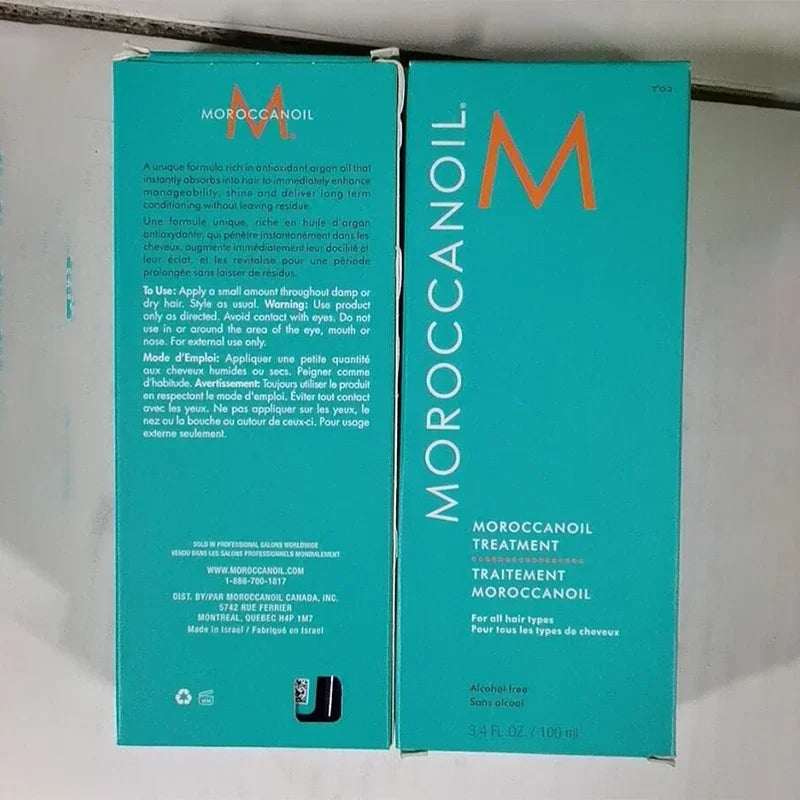 MOROCCANOIL
M
A unique formula rich in antioxidant argan oil that
instantly absorbs into hair to immediately enhance
manageability, shine and deliver long term
conditioning without leaving residue.
Une formule unique, riche en huile d'argan
antioxydante, qui pénètre instantanément dans les
cheveux, augmente immédiatement leur docilité et
leur éclat, et les revitalise pour une période
prolongée sans laisser de résidus.
To Use: Apply a small amount throughout damp or
dry hair. Style as usual. Warning: Use product
only as directed. Avoid contact with eyes. Do not
use in or around the area of the eye, mouth or
nose. For external use only.
Mode d'Emploi: Appliquer une petite quantité
aux cheveux humides ou secs. Peigner comme
d'habitude. Avertissement: Toujours utiliser le produit
en respectant le mode d'emploi. Éviter tout contact
avec les yeux. Ne pas appliquer sur les yeux, le
nez ou la bouche ou autour de ceux-ci. Pour usage
externe seulement.
SOLD IN PROFESSIONAL SALONS WORLDWIDE
VENDU DANS LES SALONS PROFESSIONNELS MONDIALEMENT
WWW.MOROCCANOIL.COM
1-888-700-1817
DIST. BY/PAR MOROCCANOIL CANADA, INC.
5742 RUE FERRIER
MONTREAL, QUEBEC H4P 1M7
Made in Israel / Fabriqué en Israel
MOROCCANOIL®
M
MOROCCANOIL
TREATMENT
TRAITEMENT
MOROCCANOIL
For all hair types
Pour tous les types de cheveux
Alcohol free
Sans alcool
3.4 FL.OZ. / 100 ml